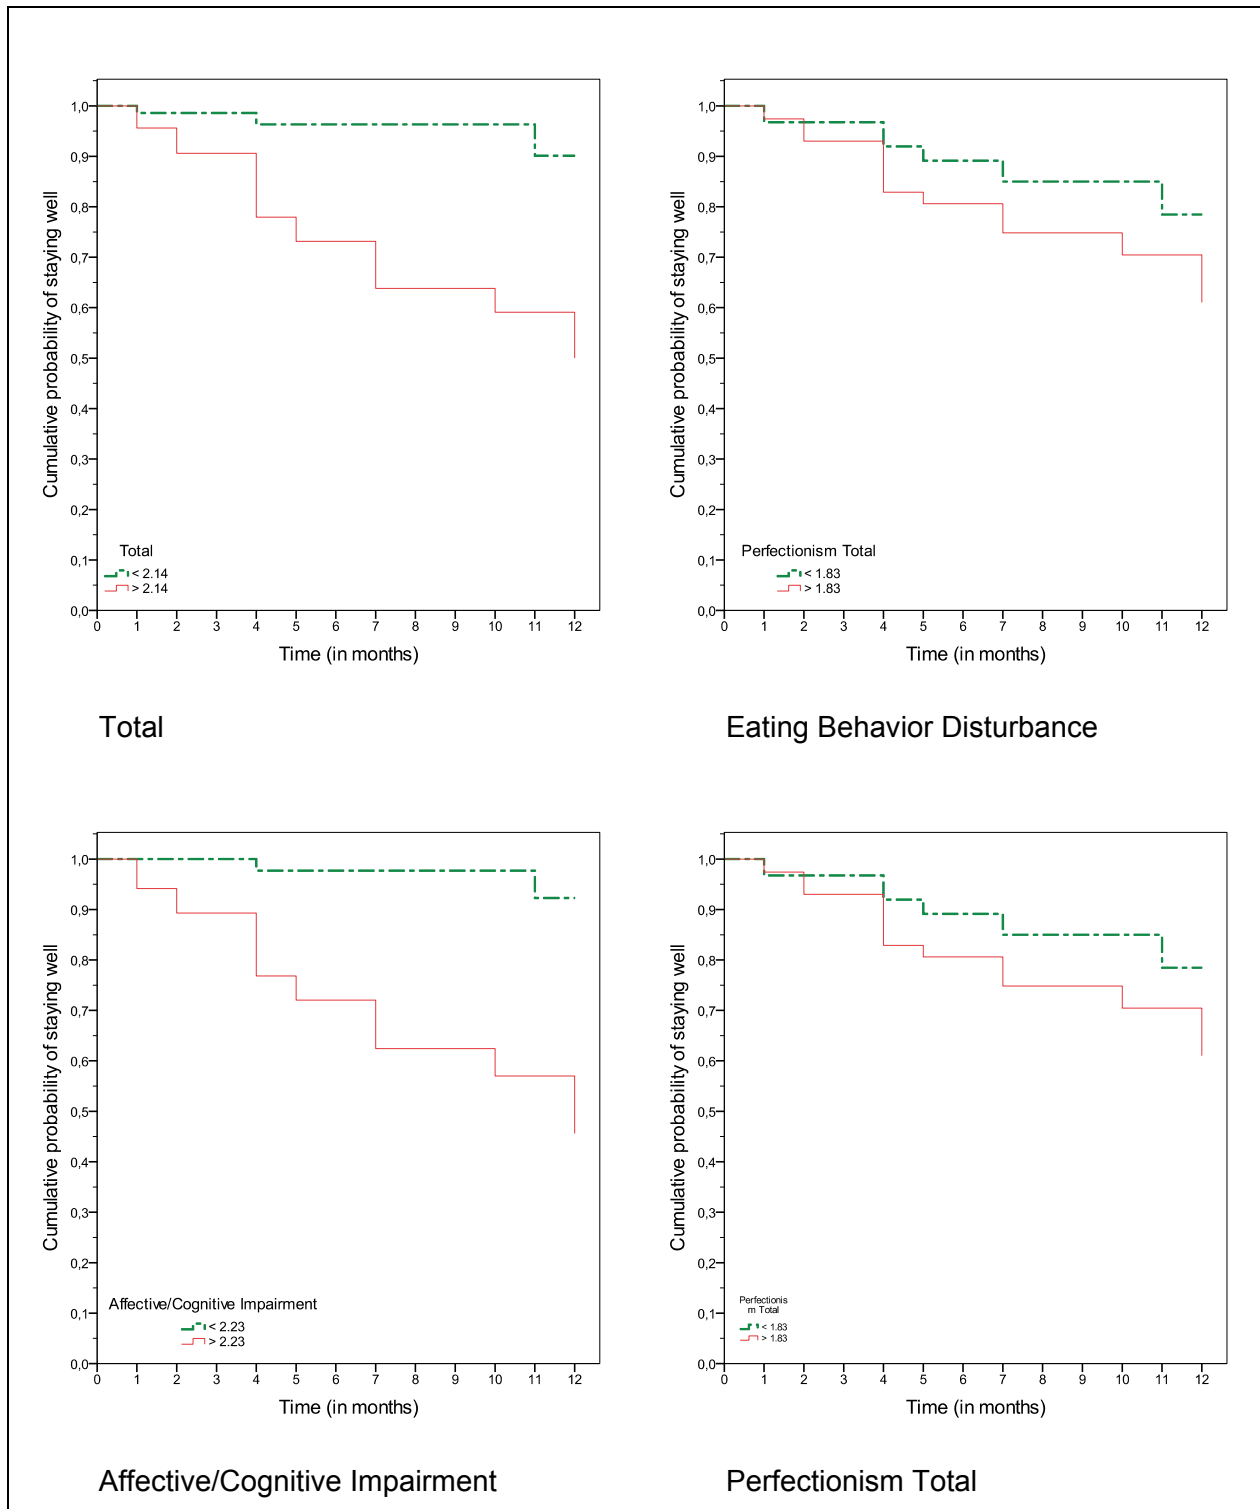 Cumulative probability of staying well
1,0
0,9
0,8
0,7
0,6
0,5
0,4
0,3
0,2
0,1
0,0
Total
< 2.14
> 2.14
0 1 2 3 4 5 6 7 8 9 10 11 12
Time (in months)
Total
Cumulative probability of staying well
1,0
0,9
0,8
0,7
0,6
0,5
0,4
0,3
0,2
0,1
0,0
Perfectionism Total
< 1.83
> 1.83
0 1 2 3 4 5 6 7 8 9 10 11 12
Time (in months)
Eating Behavior Disturbance
Cumulative probability of staying well
1,0
0,9
0,8
0,7
0,6
0,5
0,4
0,3
0,2
0,1
0,0
Affective/Cognitive Impairment
< 2.23
> 2.23
0 1 2 3 4 5 6 7 8 9 10 11 12
Time (in months)
Affective/Cognitive Impairment
Cumulative probability of staying well
1,0
0,9
0,8
0,7
0,6
0,5
0,4
0,3
0,2
0,1
0,0
Perfectionis
m Total
< 1.83
> 1.83
0 1 2 3 4 5 6 7 8 9 10 11 12
Time (in months)
Perfectionism Total